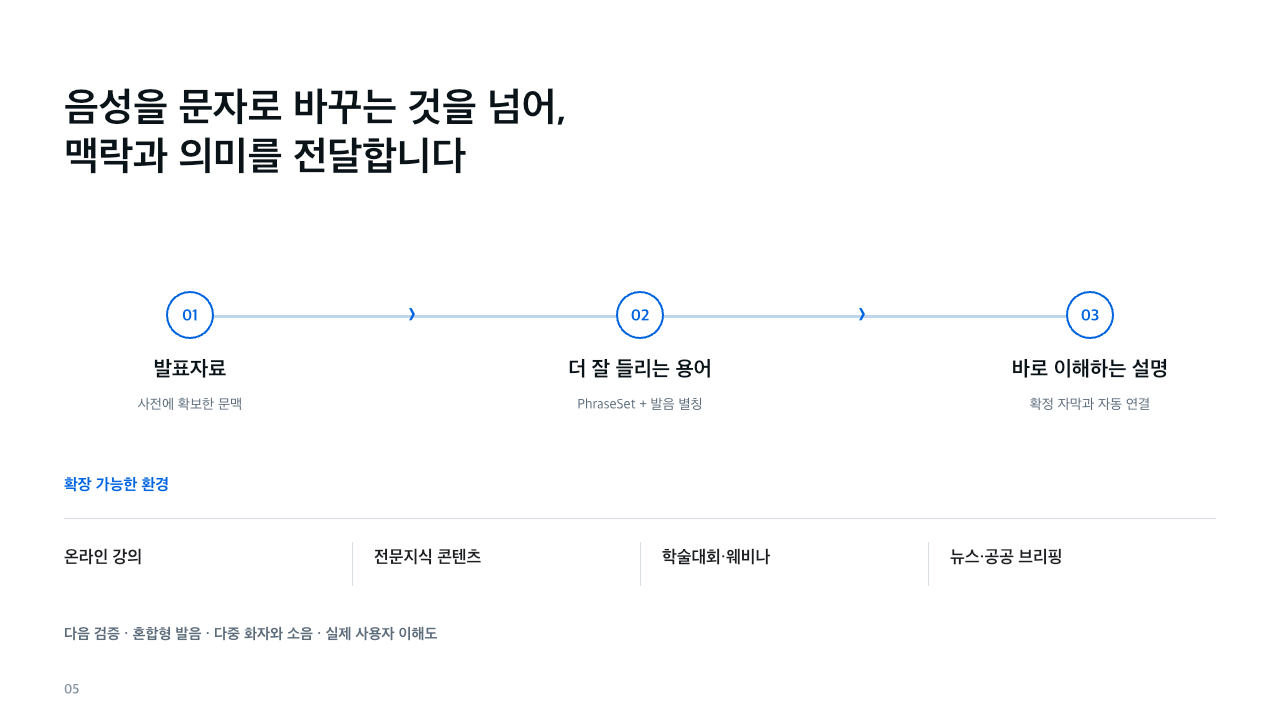 음성을 문자로 바꾸는 것을 넘어,
맥락과 의미를 전달합니다
01
02
03
발표자료
더 잘 들리는 용어
바로 이해하는 설명
사전에 확보한 문맥
PhraseSet + 발음 별칭
확정 자막과 자동 연결
확장 가능한 환경
온라인 강의
전문지식 콘텐츠
학술대회·웨비나
뉴스·공공 브리핑
다음 검증 · 혼합형 발음 · 다중 화자와 소음 · 실제 사용자 이해도
05